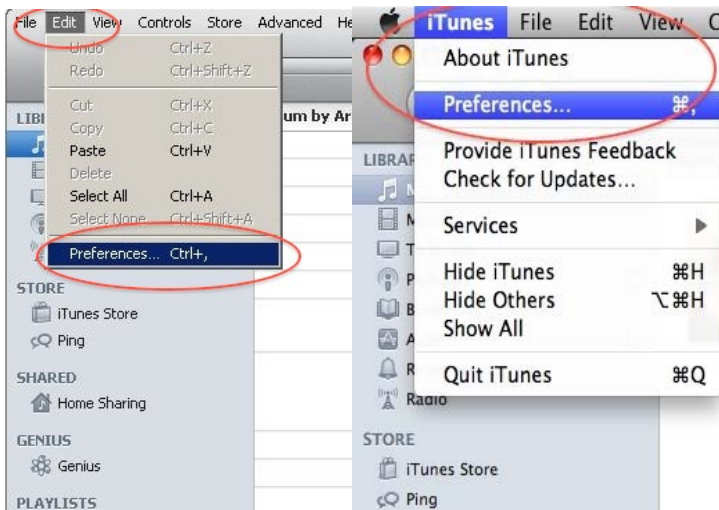 File Edit View Controls Store Advanced He
Undo Ctrl+Z
Redo Ctrl+Shift+Z
Cut Ctrl+X
Copy Ctrl+C
Paste Ctrl+V
Delete
Select All Ctrl+A
Select None Ctrl+Shift+A
Preferences... Ctrl+,
LIB
um by Ar
STORE
iTunes Store
Ping
SHARED
Home Sharing
GENIUS
Genius
PLAYLISTS
iTunes File Edit View C
About iTunes
Preferences... ⌘,
Provide iTunes Feedback
Check for Updates...
Services
Hide iTunes ⌘H
Hide Others ⌥⌘H
Show All
Quit iTunes ⌘Q
LIBRAR
M
M
T
P
B
A
R
Radio
STORE
iTunes Store
Ping